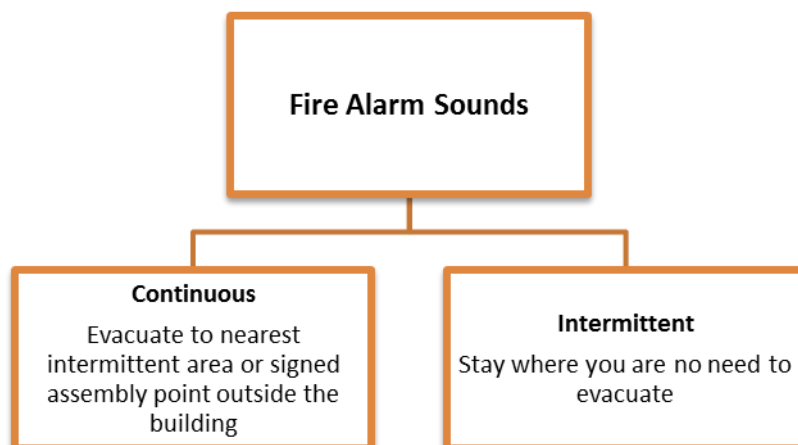 Fire Alarm Sounds
Continuous
Evacuate to nearest
intermittent area or signed
assembly point outside the
building
Intermittent
Stay where you are no need to
evacuate